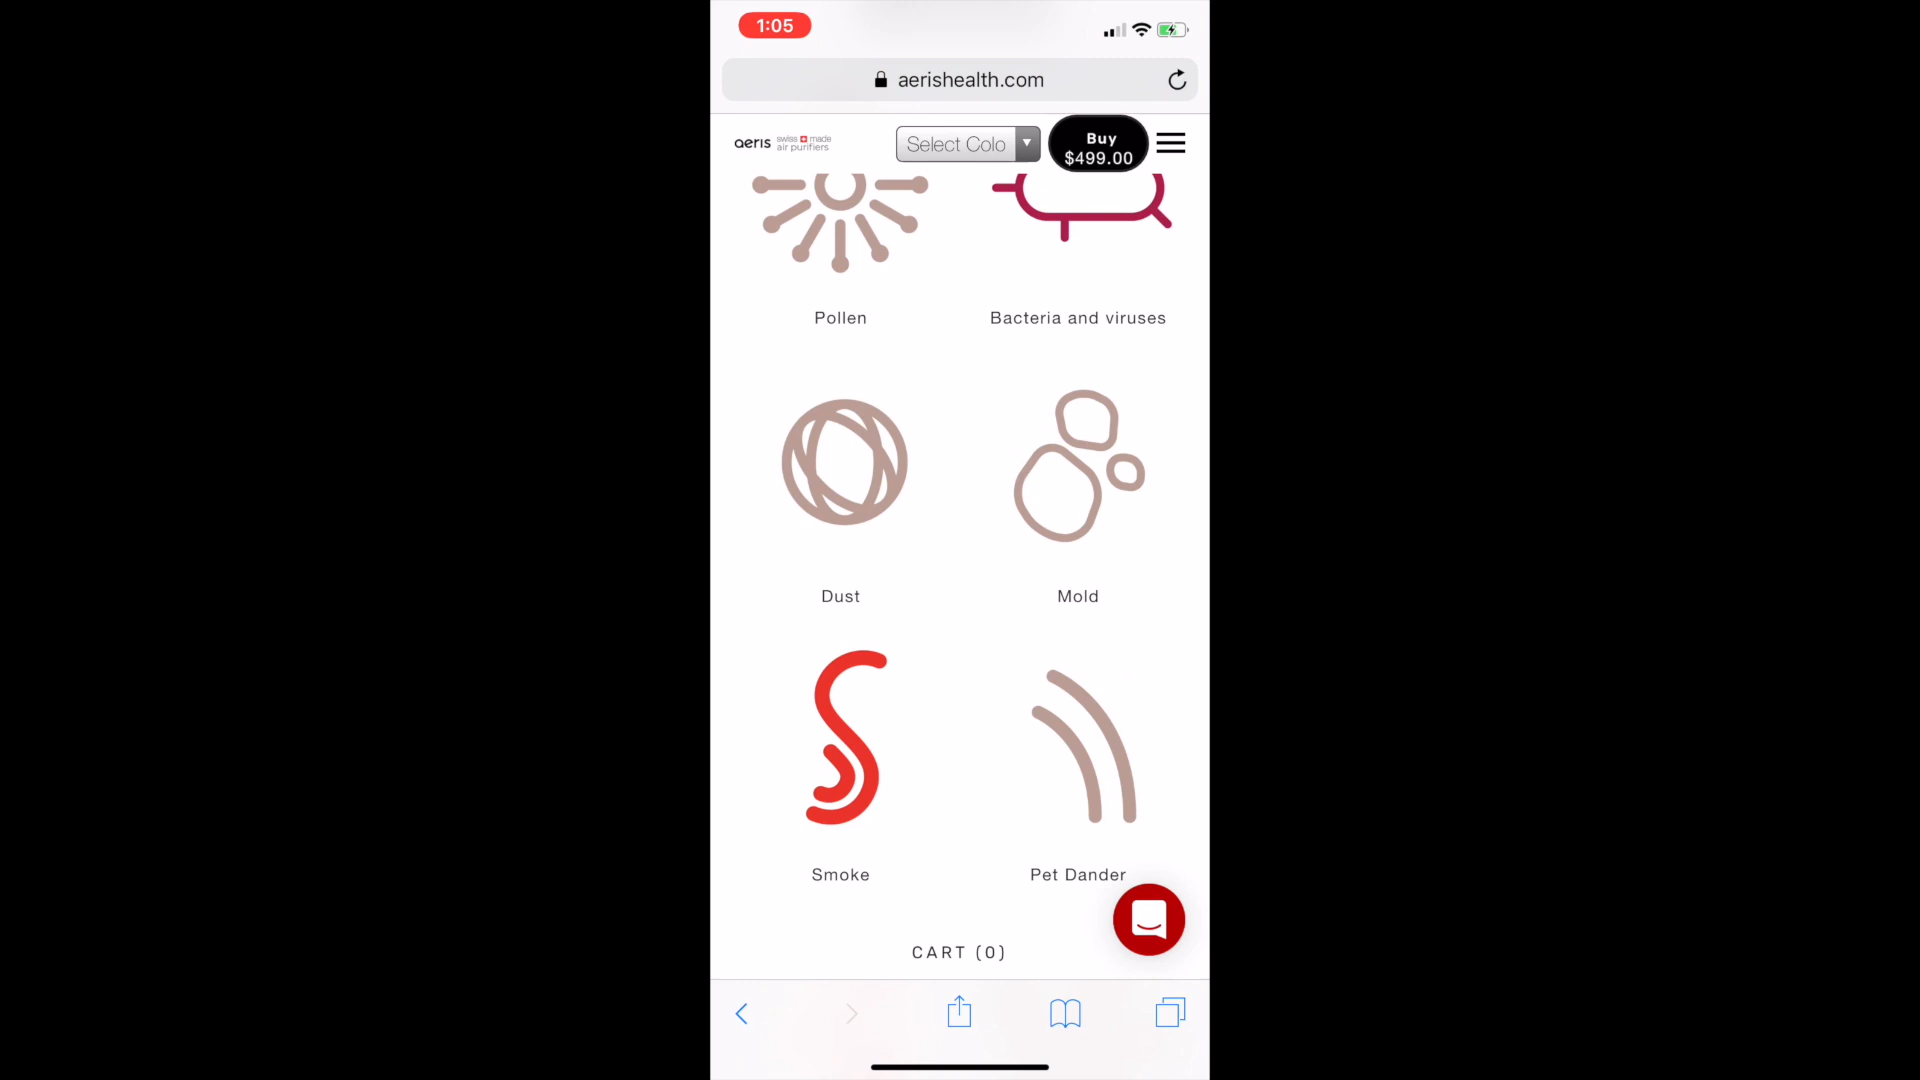 1:05
aerishealth.com
aeris swiss made
air purifiers
Select Colo
Buy
$499.00
Pollen
Bacteria and viruses
Dust
Mold
Smoke
Pet Dander
CART (0)